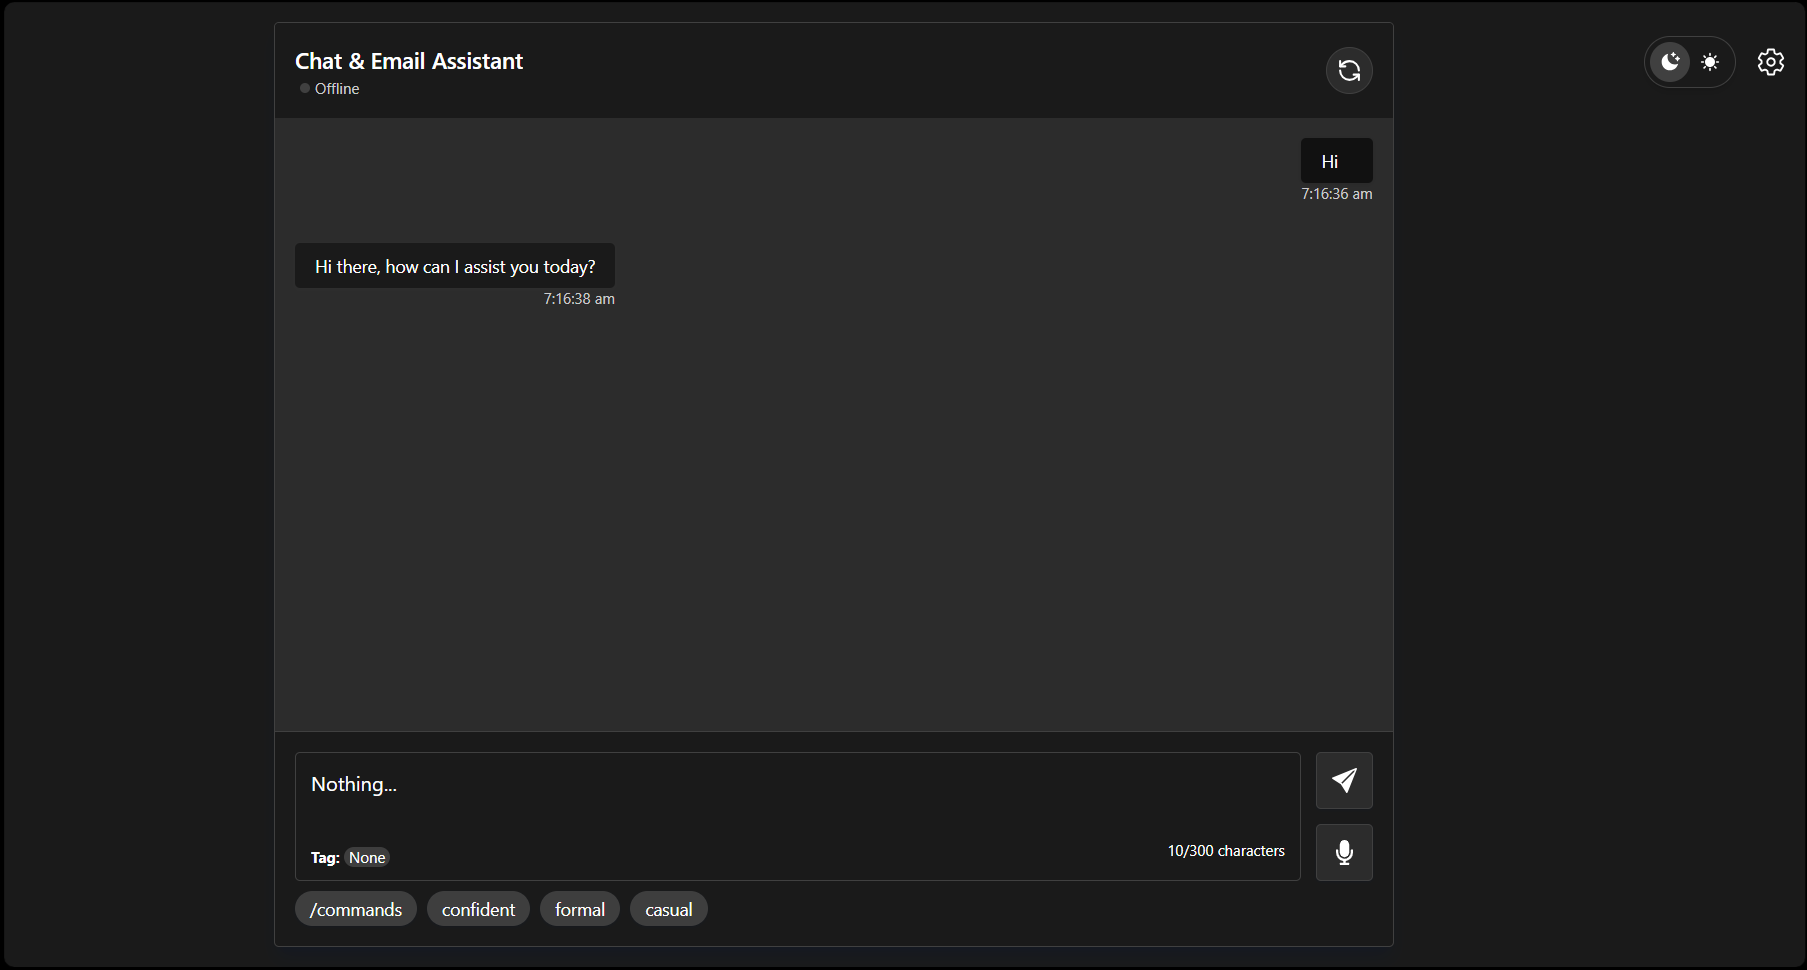 Chat & Email Assistant
Offline
Hi
7:16:36 am
Hi there, how can I assist you today?
7:16:38 am
Nothing...
Tag: None
10/300 characters
/commands
confident
formal
casual